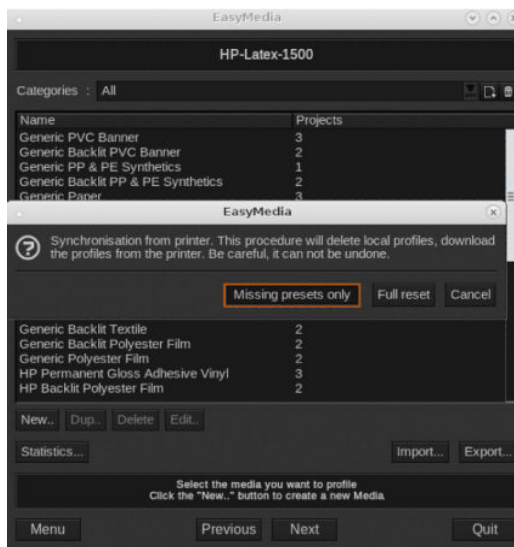 EasyMedia
HP-Latex-1500
Categories : All
Name Projects
Generic PVC Banner 3
Generic Backlit PVC Banner 2
Generic PP & PE Synthetics 1
Generic Backlit PP & PE Synthetics 2
Generic Paper 3
EasyMedia
Synchronisation from printer. This procedure will delete local profiles, download
the profiles from the printer. Be careful, it can not be undone.
Missing presets only Full reset Cancel
Generic Backlit Textile 2
Generic Backlit Polyester Film 2
Generic Polyester Film 2
HP Permanent Gloss Adhesive Vinyl 3
HP Backlit Polyester Film 2
New.. Dup.. Delete Edit..
Statistics... Import... Export...
Select the media you want to profile
Click the "New.." button to create a new Media
Menu Previous Next Quit